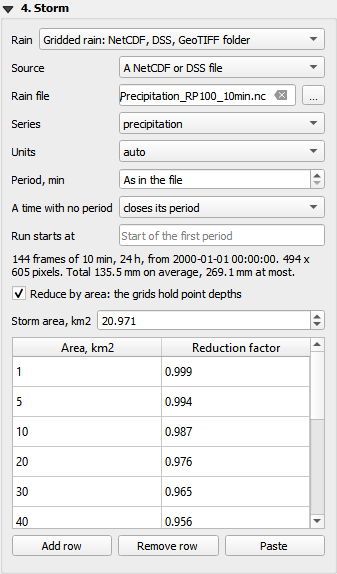 4. Storm
Rain Gridded rain: NetCDF, DSS, GeoTIFF folder
Source A NetCDF or DSS file
Rain file Precipitation_RP100_10min.nc ...
Series precipitation
Units auto
Period, min As in the file
A time with no period closes its period
Run starts at Start of the first period
144 frames of 10 min, 24 h, from 2000-01-01 00:00:00. 494 x
605 pixels. Total 135.5 mm on average, 269.1 mm at most.
Reduce by area: the grids hold point depths
Storm area, km2 20.971
Area, km2 Reduction factor
1 0.999
5 0.994
10 0.987
20 0.976
30 0.965
40 0.956
Add row Remove row Paste